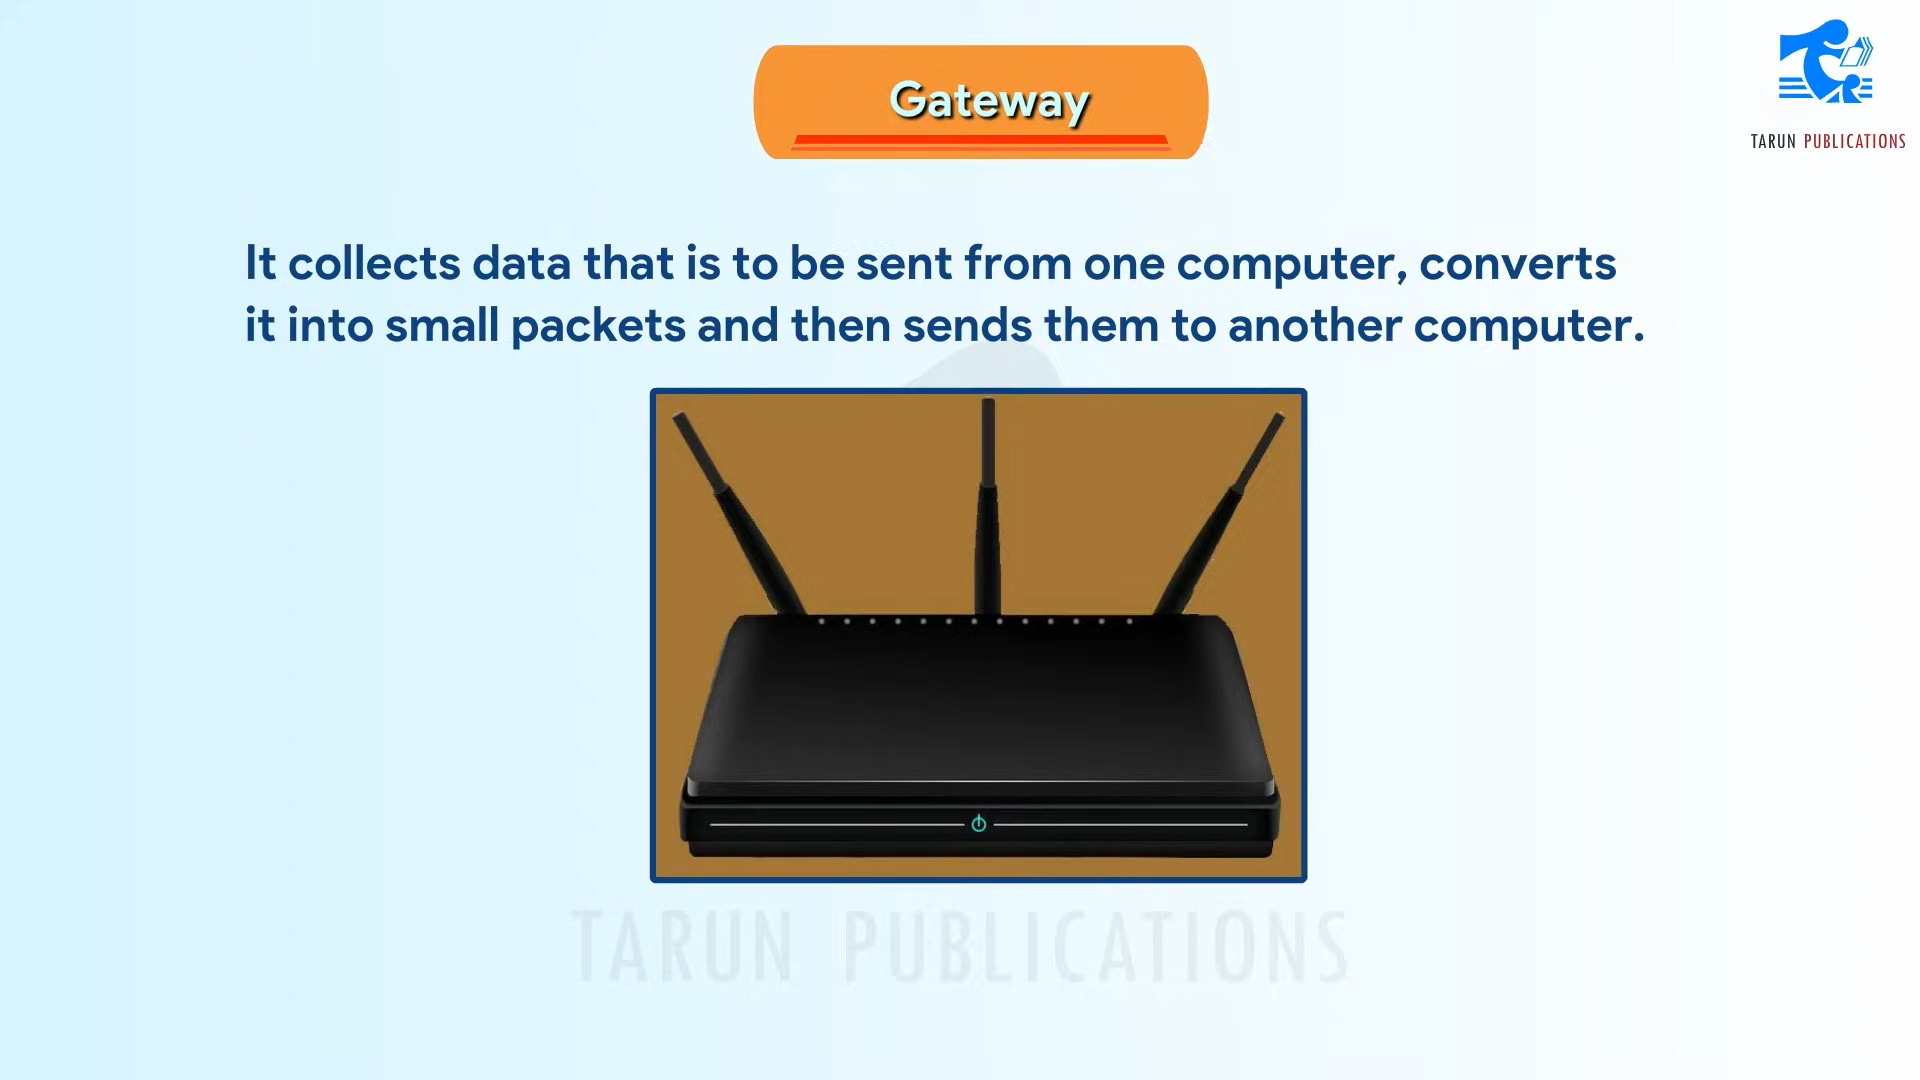 Gateway
TARUN PUBLICATIONS
It collects data that is to be sent from one computer, converts
it into small packets and then sends them to another computer.
TARUN PUBLICATIONS